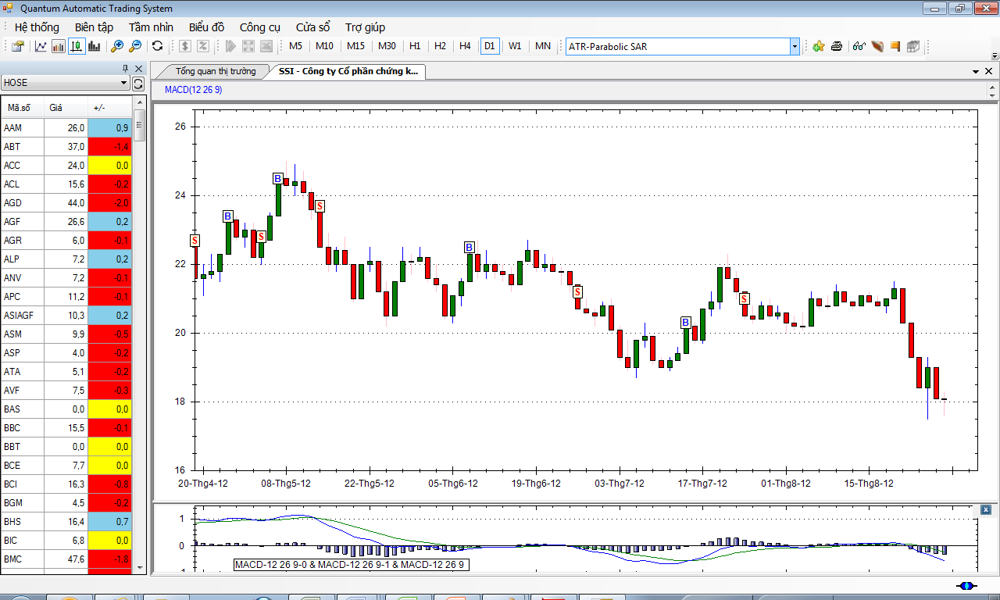 Quantum Automatic Trading System
Hệ thống Biên tập Tầm nhìn Biểu đồ Công cụ Cửa sổ Trợ giúp
$ % M5 M10 M15 M30 H1 H2 H4 D1 W1 MN ATR-Parabolic SAR
HOSE
Tổng quan thị trường SSI - Công ty Cổ phần chứng k...
MACD(12 26 9)
Mã số Giá +/-
AAM 26,0 0,9
ABT 37,0 -1,4
ACC 24,0 0,0
ACL 15,6 -0,2
AGD 44,0 -2,0
AGF 26,6 0,2
AGR 6,0 -0,1
ALP 7,2 0,2
ANV 7,2 -0,1
APC 11,2 -0,1
ASIAGF 10,3 0,2
ASM 9,9 -0,5
ASP 4,0 -0,2
ATA 5,1 -0,2
AVF 7,5 -0,3
BAS 0,0 0,0
BBC 15,5 -0,1
BBT 0,0 0,0
BCE 7,7 0,0
BCI 16,3 -0,8
BGM 4,5 -0,2
BHS 16,4 0,7
BIC 6,8 0,0
BMC 47,6 -1,8
26
24
22
20
18
16
S B S B S B S B S
20-Thg4-12 08-Thg5-12 22-Thg5-12 05-Thg6-12 19-Thg6-12 03-Thg7-12 17-Thg7-12 01-Thg8-12 15-Thg8-12
1
0
MACD-12 26 9-0 & MACD-12 26 9-1 & MACD-12 26 9